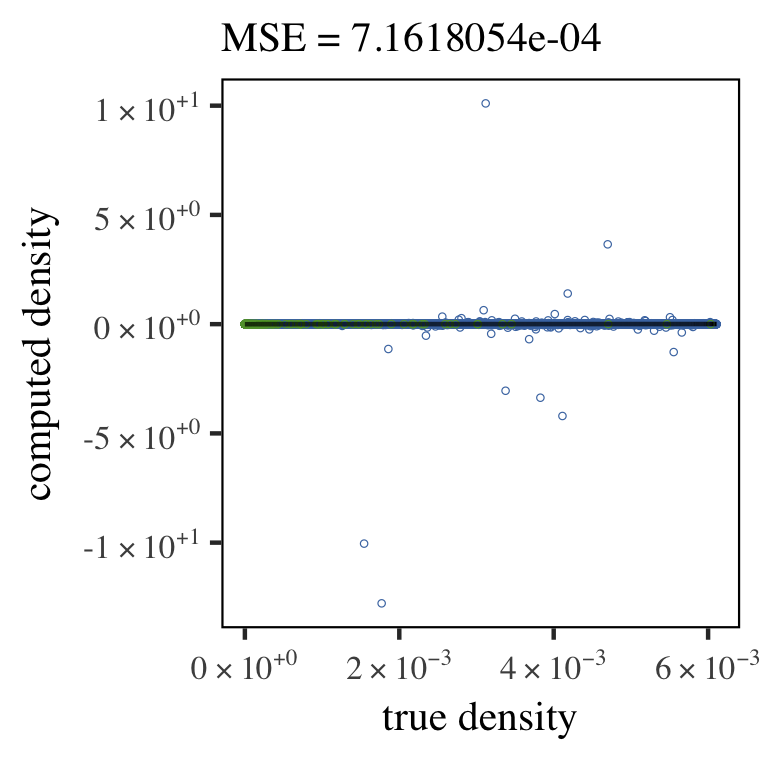 MSE = 7.1618054e-04
computed density
1 × 10⁺¹
5 × 10⁺⁰
0 × 10⁺⁰
-5 × 10⁺⁰
-1 × 10⁺¹
0 × 10⁺⁰ 2 × 10⁻³ 4 × 10⁻³ 6 × 10⁻³
true density